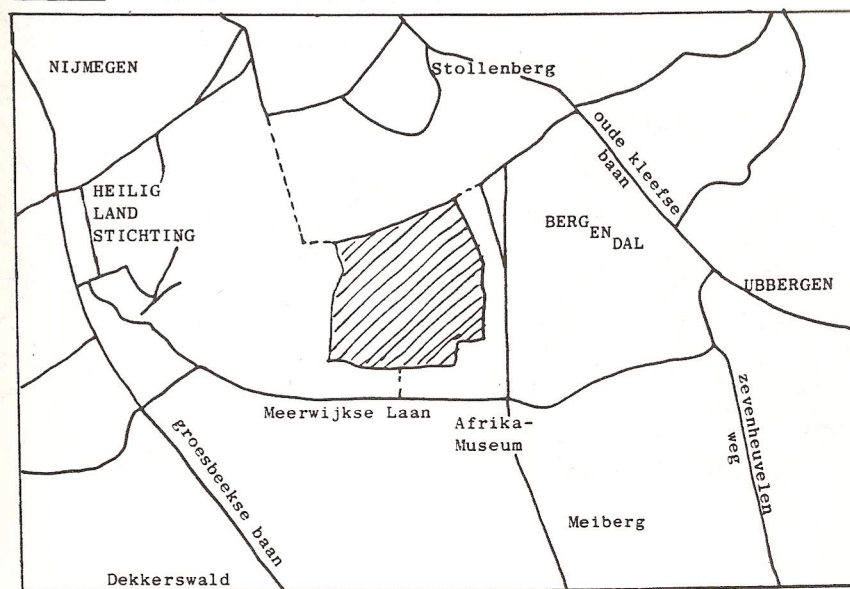 NIJMEGEN
Stollenberg
oude kleefse
baan
HEILIG
LAND
STICHTING
BERG
EN
DAL
UBBERGEN
Meerwijkse Laan
Afrika-
Museum
groesbeekse baan
zevenheuvelen
weg
Meiberg
Dekkerswald